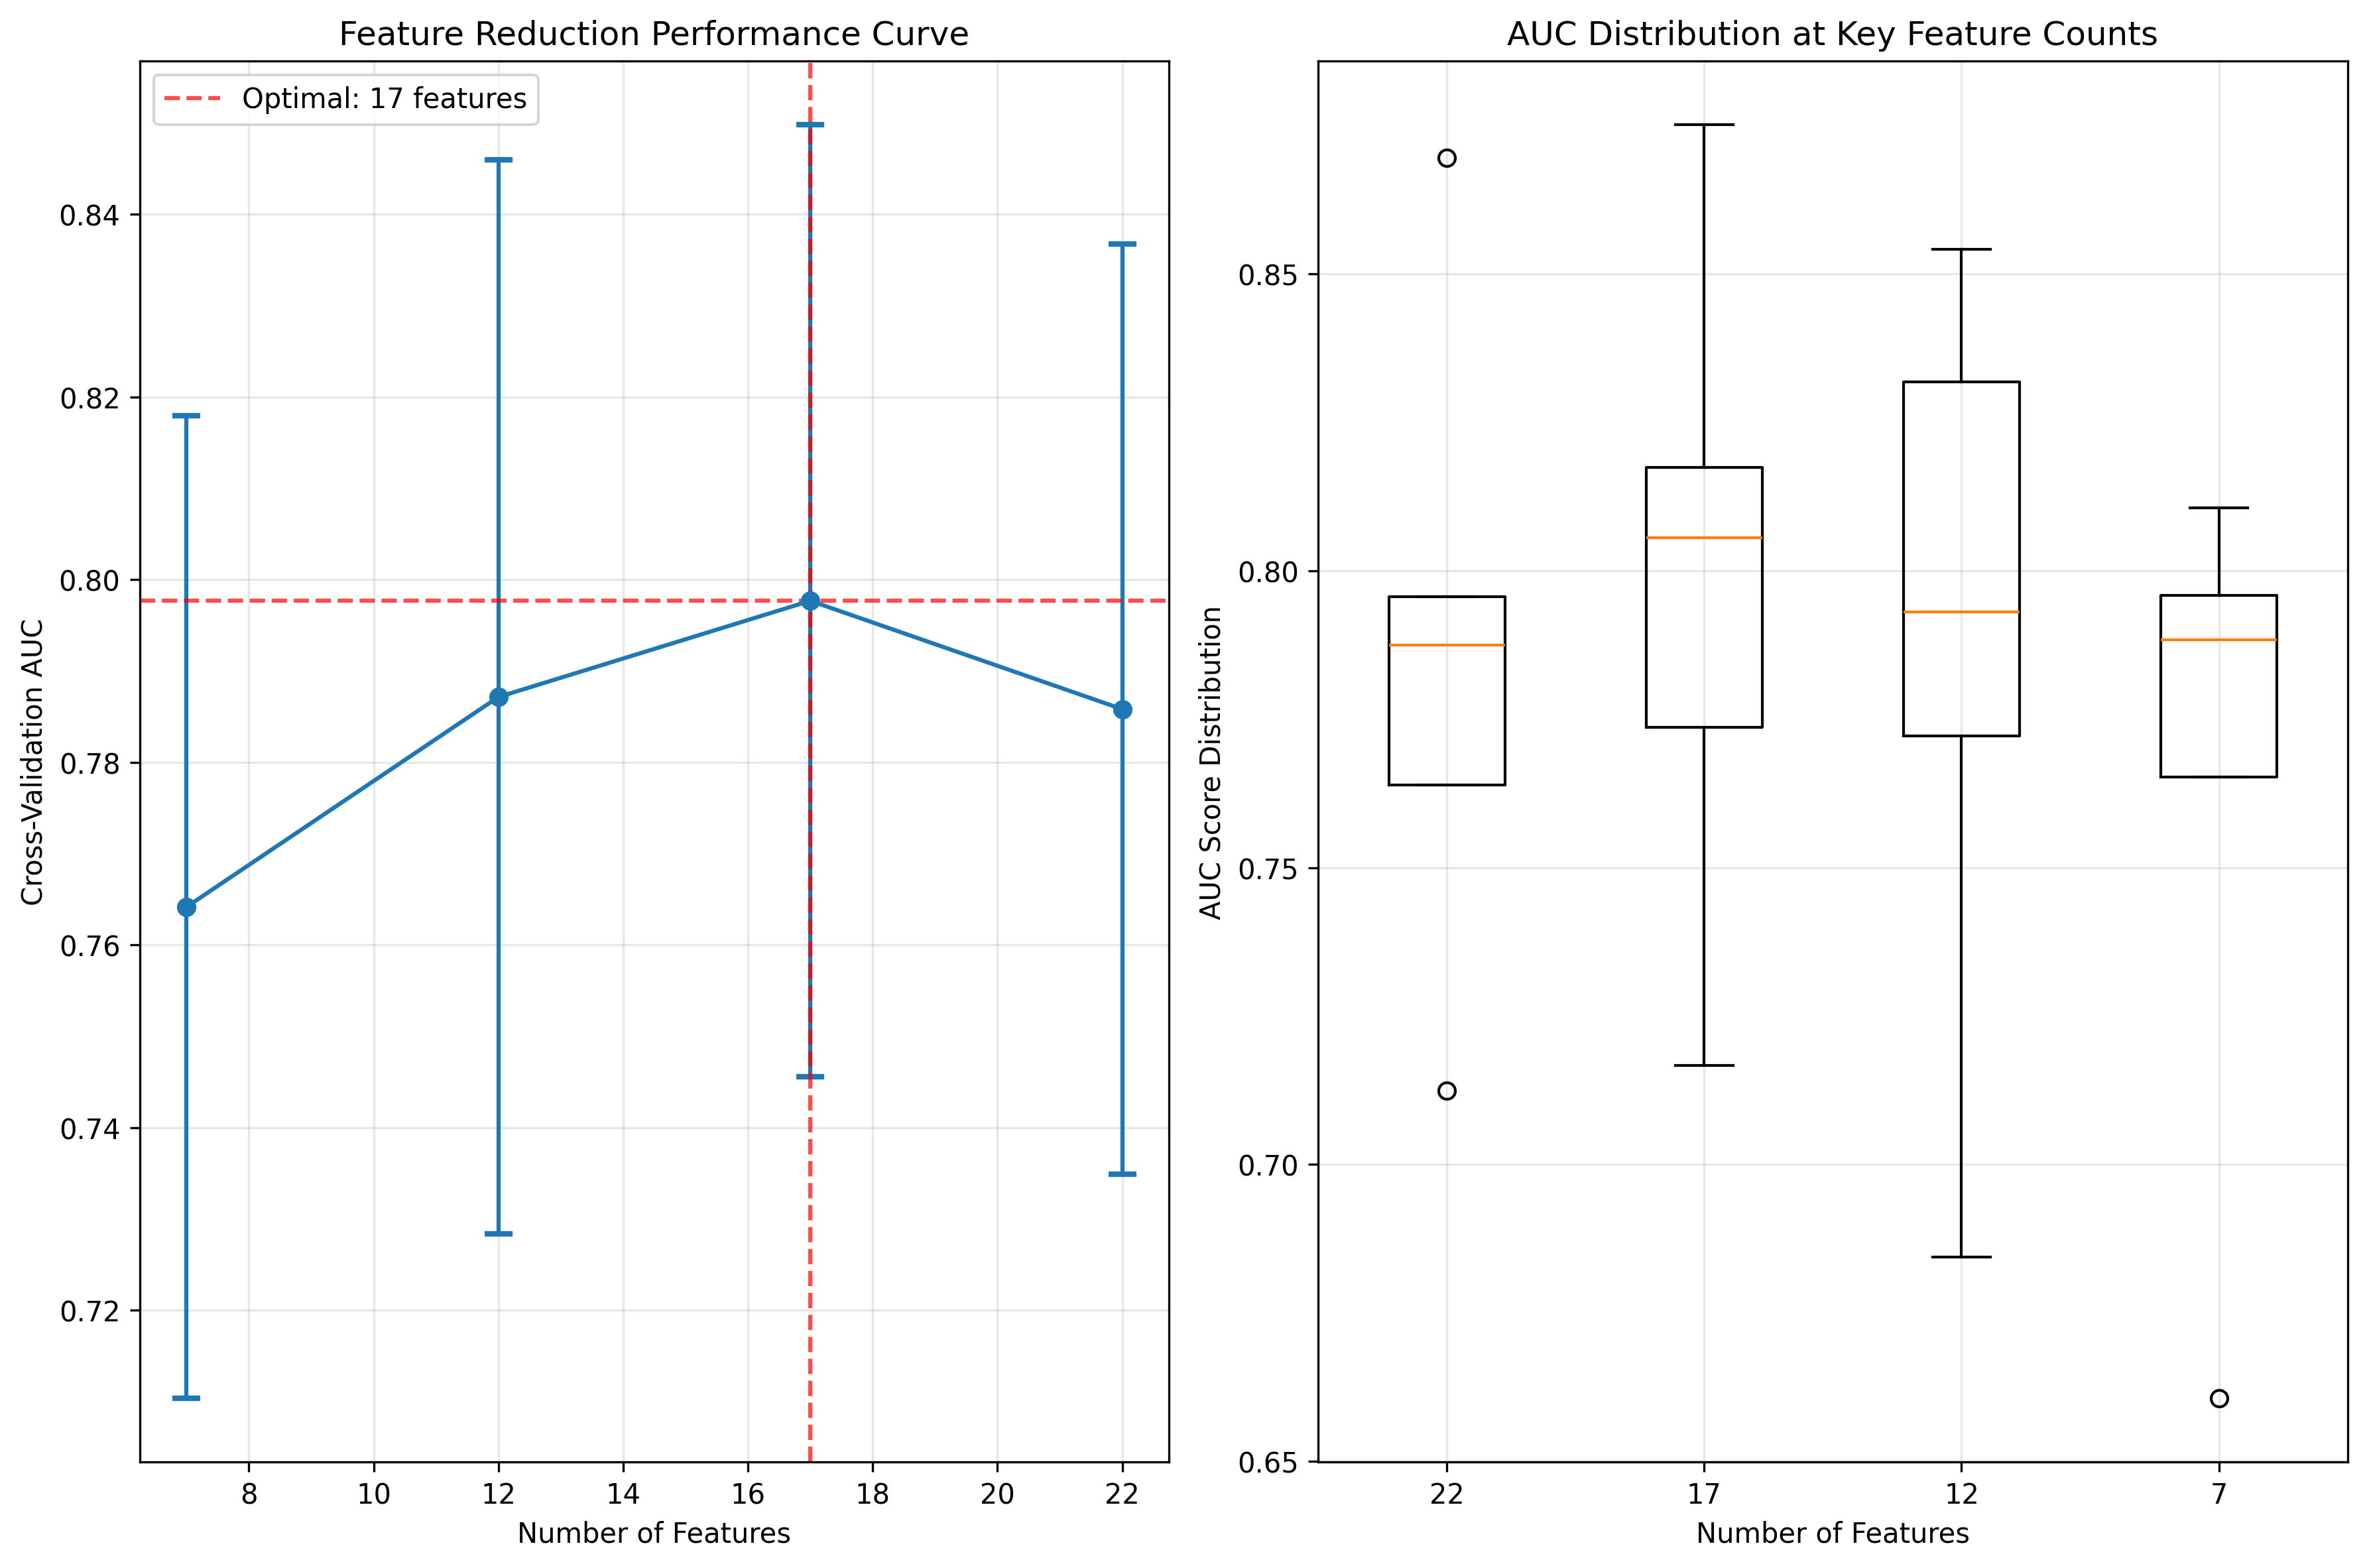 Feature Reduction Performance Curve
Optimal: 17 features
Cross-Validation AUC
0.84
0.82
0.80
0.78
0.76
0.74
0.72
8 10 12 14 16 18 20 22
Number of Features
AUC Distribution at Key Feature Counts
AUC Score Distribution
0.85
0.80
0.75
0.70
0.65
22 17 12 7
Number of Features